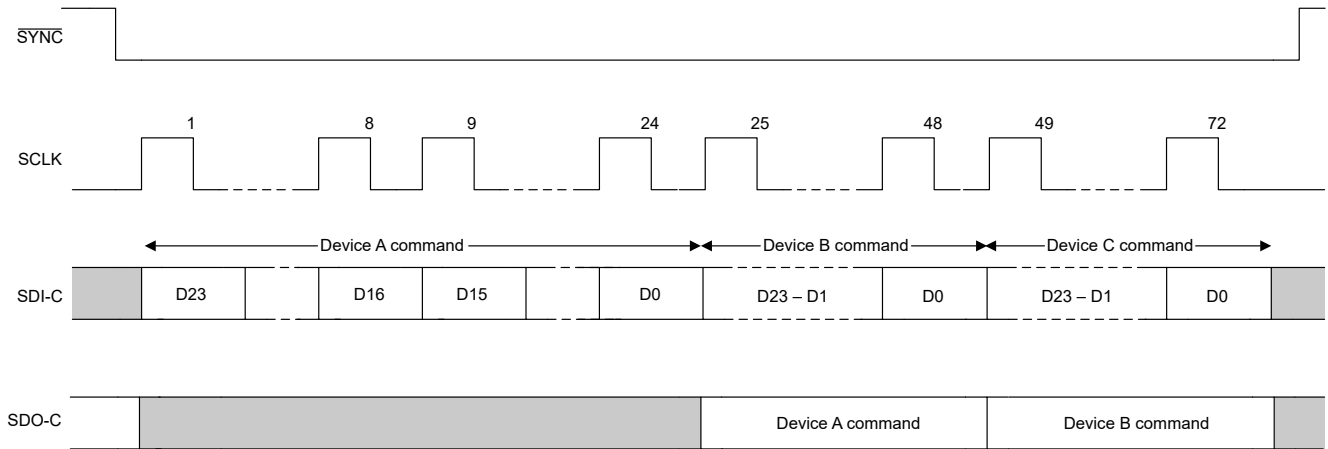 SYNC
1 8 9 24 25 48 49 72
SCLK
Device A command Device B command Device C command
SDI-C D23 D16 D15 D0 D23 – D1 D0 D23 – D1 D0
SDO-C Device A command Device B command